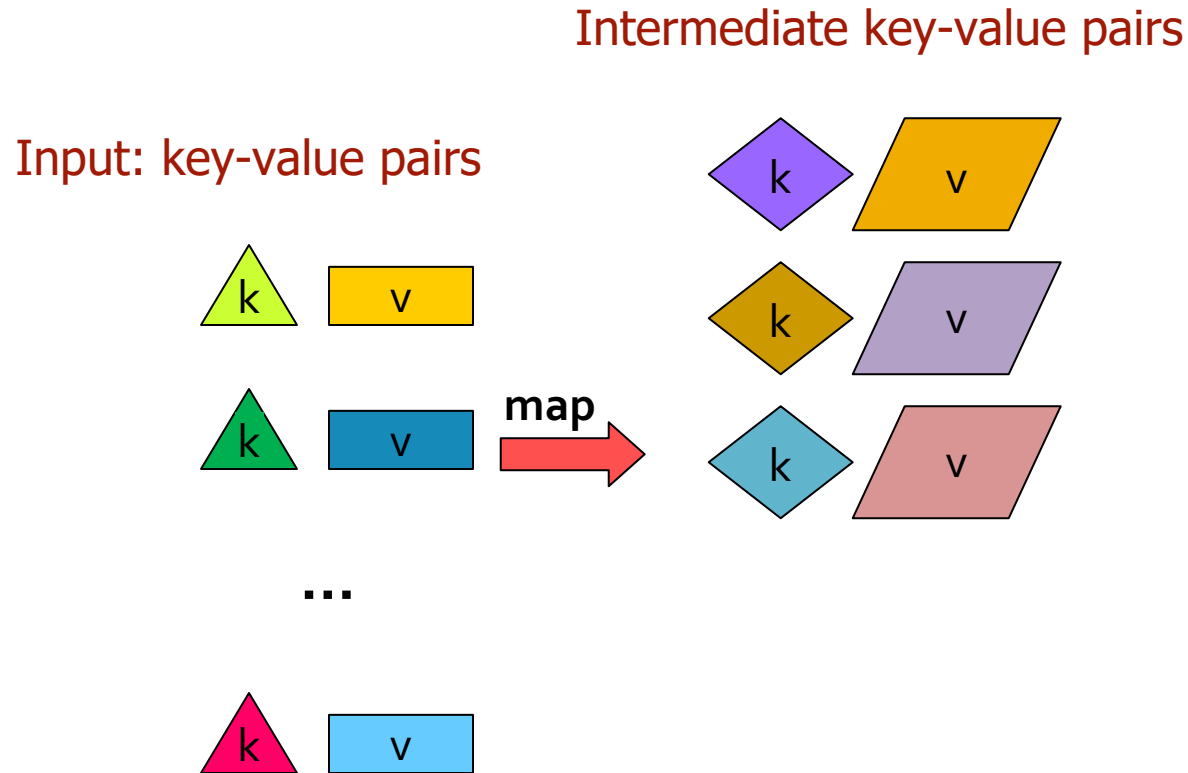 Intermediate key-value pairs
Input: key-value pairs
k v
k v
k v
k v
map
k v
k v
...
k v